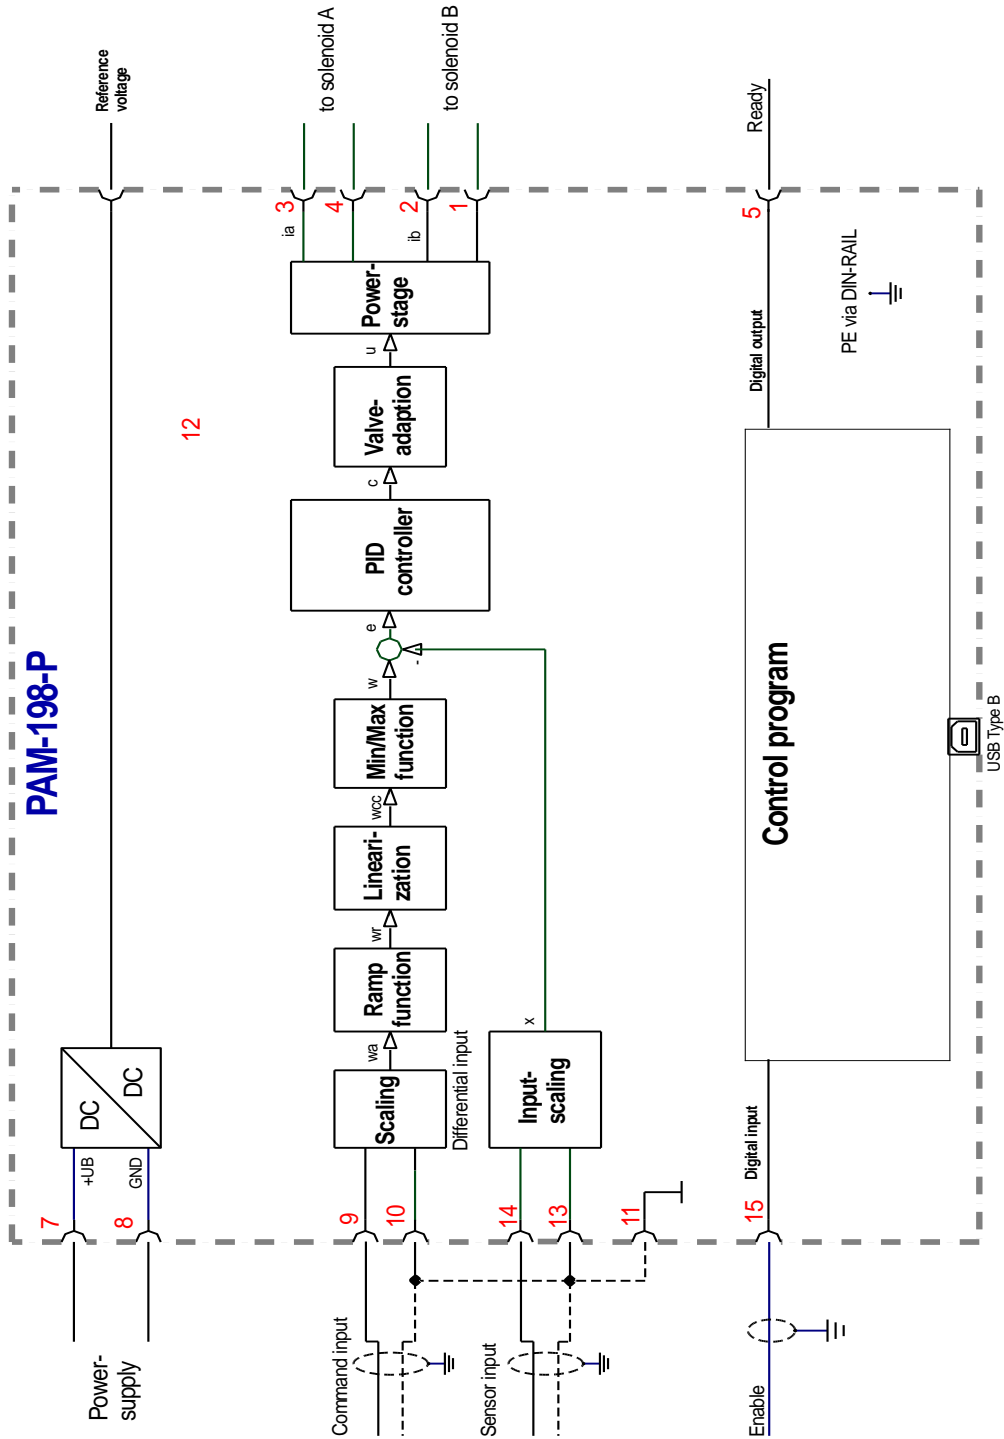 PAM-198-P
Power-
supply
7
8
+UB
GND
DC
DC
12
Reference
voltage
Command input
9
10
Scaling
Differential input
wa
Ramp
function
wr
Lineari-
zation
wcc
Min/Max
function
w
-
e
PID
controller
c
Valve-
adaption
u
Power-
stage
ia
ib
3
4
2
1
to solenoid A
to solenoid B
Sensor input
14
13
11
Input-
scaling
x
Enable
15
Digital input
Control program
USB Type B
Digital output
PE via DIN-RAIL
5
Ready